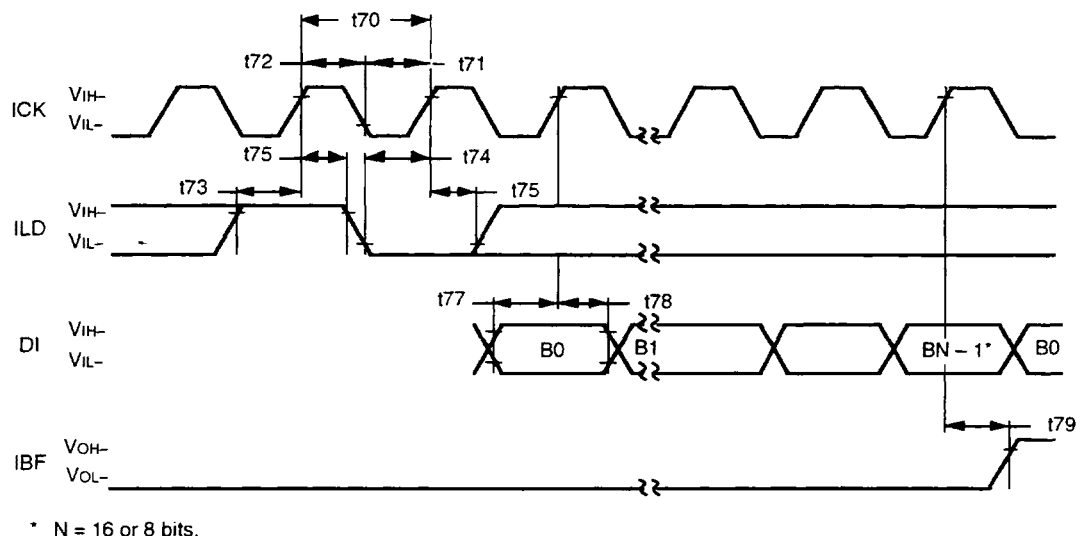 t70
t72
t71
ICK
VIH–
VIL–
t75
t74
t73
t75
ILD
VIH–
VIL–
t77
t78
DI
VIH–
VIL–
B0
B1
BN – 1*
B0
t79
IBF
VOH–
VOL–
* N = 16 or 8 bits.